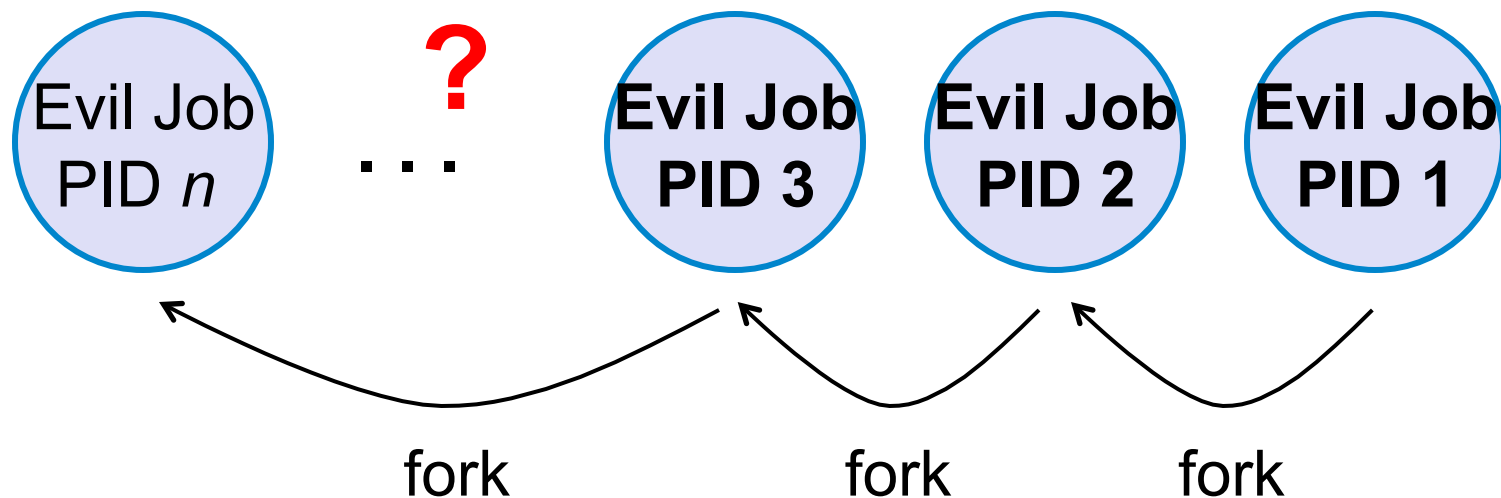 ?
Evil Job
PID n
. . .
Evil Job
PID 3
Evil Job
PID 2
Evil Job
PID 1
fork
fork
fork